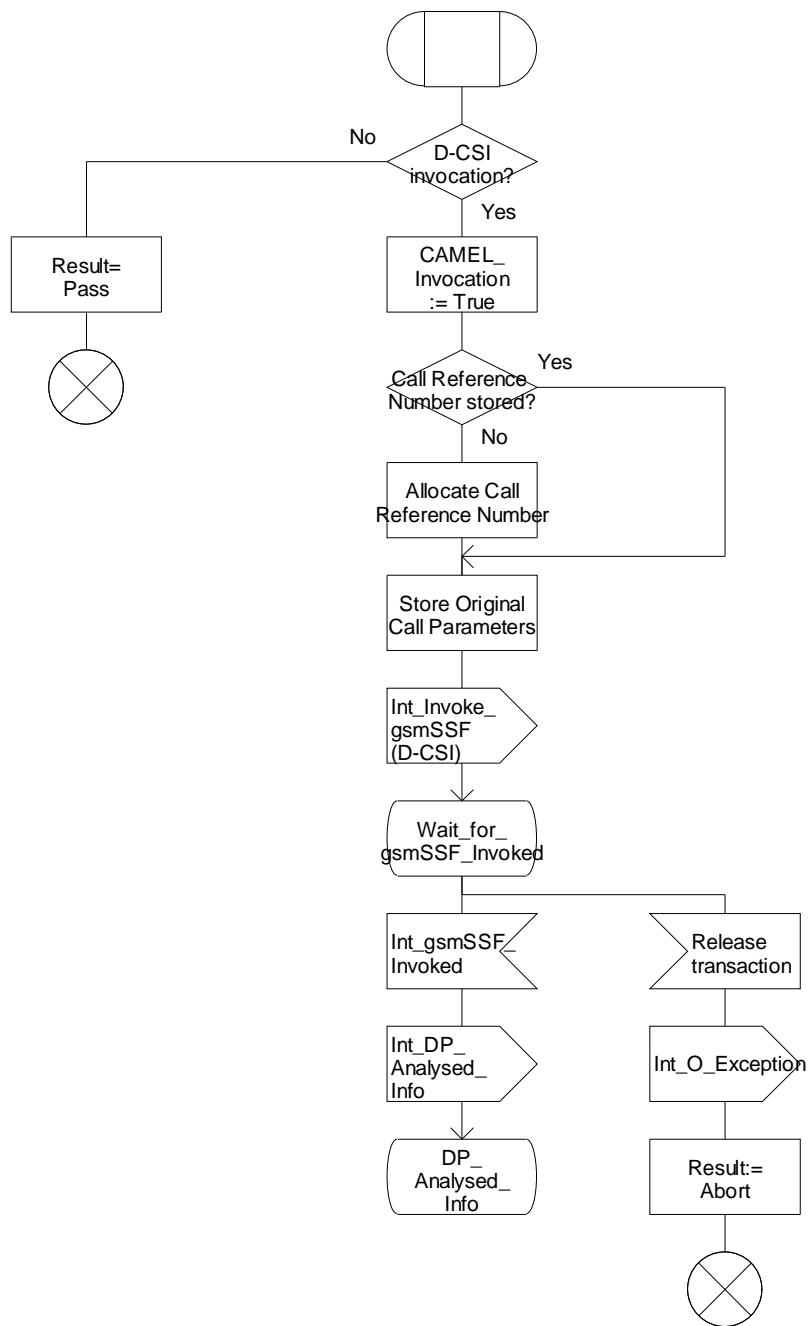 No
D-CSI
invocation?
Yes
Result=
Pass
CAMEL_
Invocation
:= True
Call Reference
Number stored?
Yes
No
Allocate Call
Reference Number
Store Original
Call Parameters
Int_Invoke_
gsmSSF
(D-CSI)
Wait_for_
gsmSSF_Invoked
Int_gsmSSF_
Invoked
Release
transaction
Int_DP_
Analysed_
Info
Int_O_Exception
DP_
Analysed_
Info
Result:=
Abort